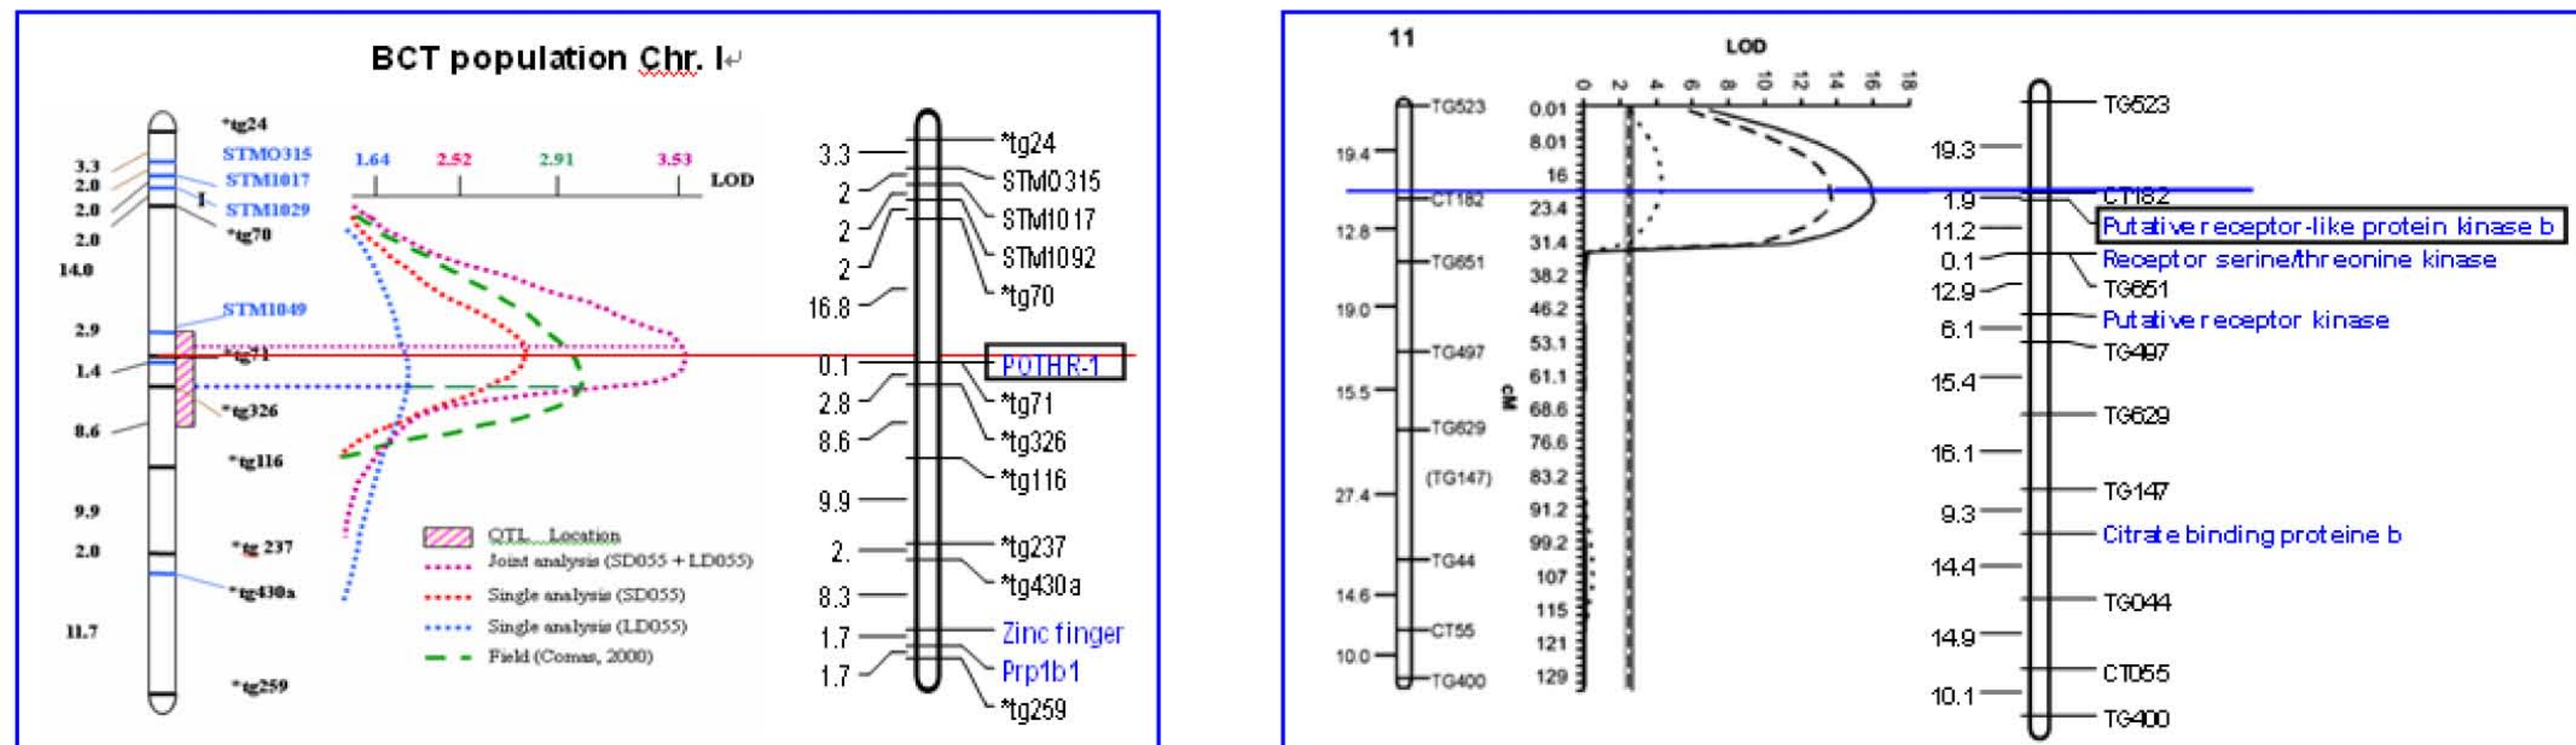 BCT population Chr. I↵
*tg24
STMO315
STM1017
I
STM1029
*tg70
STM1049
*tg71
*tg326
*tg116
*tg 237
*tg430a
*tg259
3.3
2.0
2.0
2.0
14.0
2.9
1.4
8.6
9.9
2.0
11.7
1.64
2.52
2.91
3.53
LOD
QTL Location
Joint analysis (SD055 + LD055)
Single analysis (SD055)
Single analysis (LD055)
Field (Comas, 2000)
3.3
2
2
2
16.8
0.1
2.8
8.6
9.9
2.
8.3
1.7
1.7
*tg24
STM0315
STM1017
STM1092
*tg70
POTHR-1
*tg71
*tg326
*tg116
*tg237
*tg430a
Zinc finger
Prp1b1
*tg259
11
LOD
0 2 4 6 8 10 12 14 16 18
19.4
12.8
19.0
15.5
27.4
14.6
10.0
TG523
CT182
TG651
TG497
TG629
(TG147)
TG44
CT55
TG400
cM
0.01
8.01
16
23.4
31.4
38.2
46.2
53.1
61.1
68.6
76.6
83.2
91.2
99.2
107
115
121
129
19.3
1.9
11.2
0.1
12.9
6.1
15.4
16.1
9.3
14.4
14.9
10.1
TG523
CT182
Putative receptor-like protein kinase b
Receptor serine/threonine kinase
TG651
Putative receptor kinase
TG497
TG629
TG147
Citrate binding proteine b
TG044
CT055
TG400